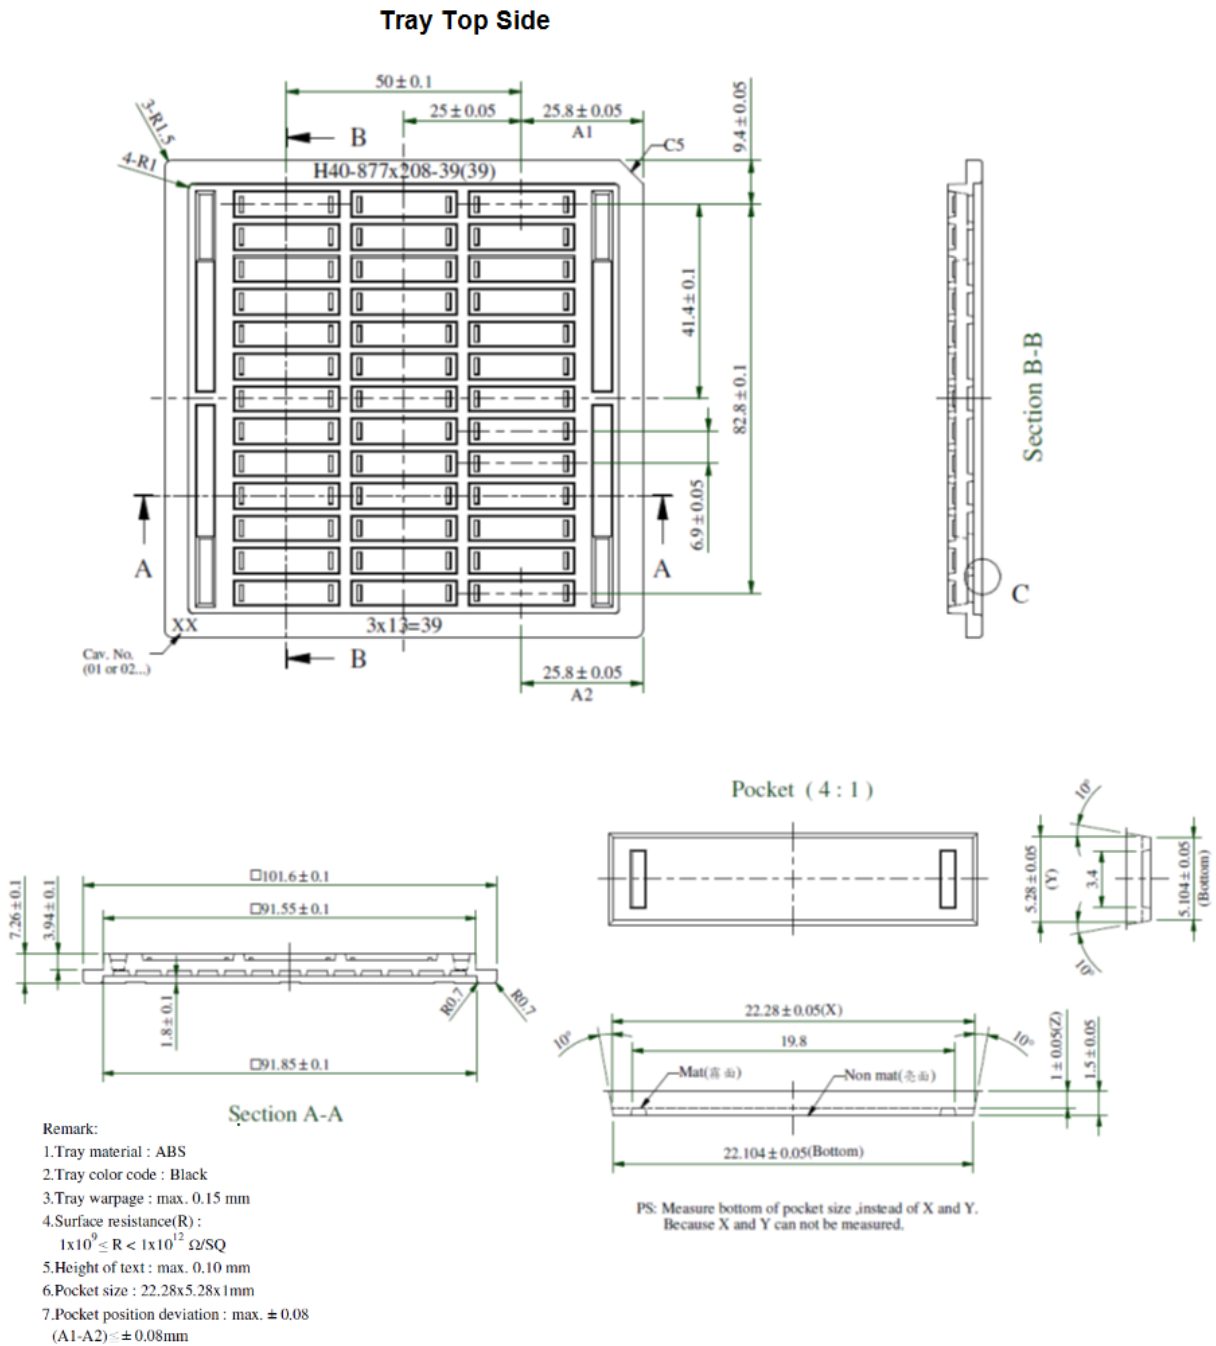 Tray Top Side
50±0.1
25±0.05
25.8±0.05
A1
9.4±0.05
3-R1.5
4-R1
B
C5
H40-877x208-39(39)
41.4±0.1
82.8±0.1
6.9±0.05
Section B-B
A
A
C
XX
3x13=39
Cav. No.
(01 or 02...)
B
25.8±0.05
A2
Pocket ( 4 : 1 )
10°
5.28±0.05
(Y)
3.4
5.104±0.05
(Bottom)
10°
□101.6±0.1
□91.55±0.1
7.26±0.1
3.94±0.1
1.8±0.1
R0.7
R0.7
□91.85±0.1
Section A-A
22.28±0.05(X)
19.8
10°
10°
1±0.05(Z)
1.5±0.05
Mat(霧面)
Non mat(亮面)
22.104±0.05(Bottom)
PS: Measure bottom of pocket size ,instead of X and Y.
Because X and Y can not be measured.
Remark:
1.Tray material : ABS
2.Tray color code : Black
3.Tray warpage : max. 0.15 mm
4.Surface resistance(R) :
1x10⁹≤ R < 1x10¹² Ω/SQ
5.Height of text : max. 0.10 mm
6.Pocket size : 22.28x5.28x1mm
7.Pocket position deviation : max. ± 0.08
(A1-A2)≤± 0.08mm